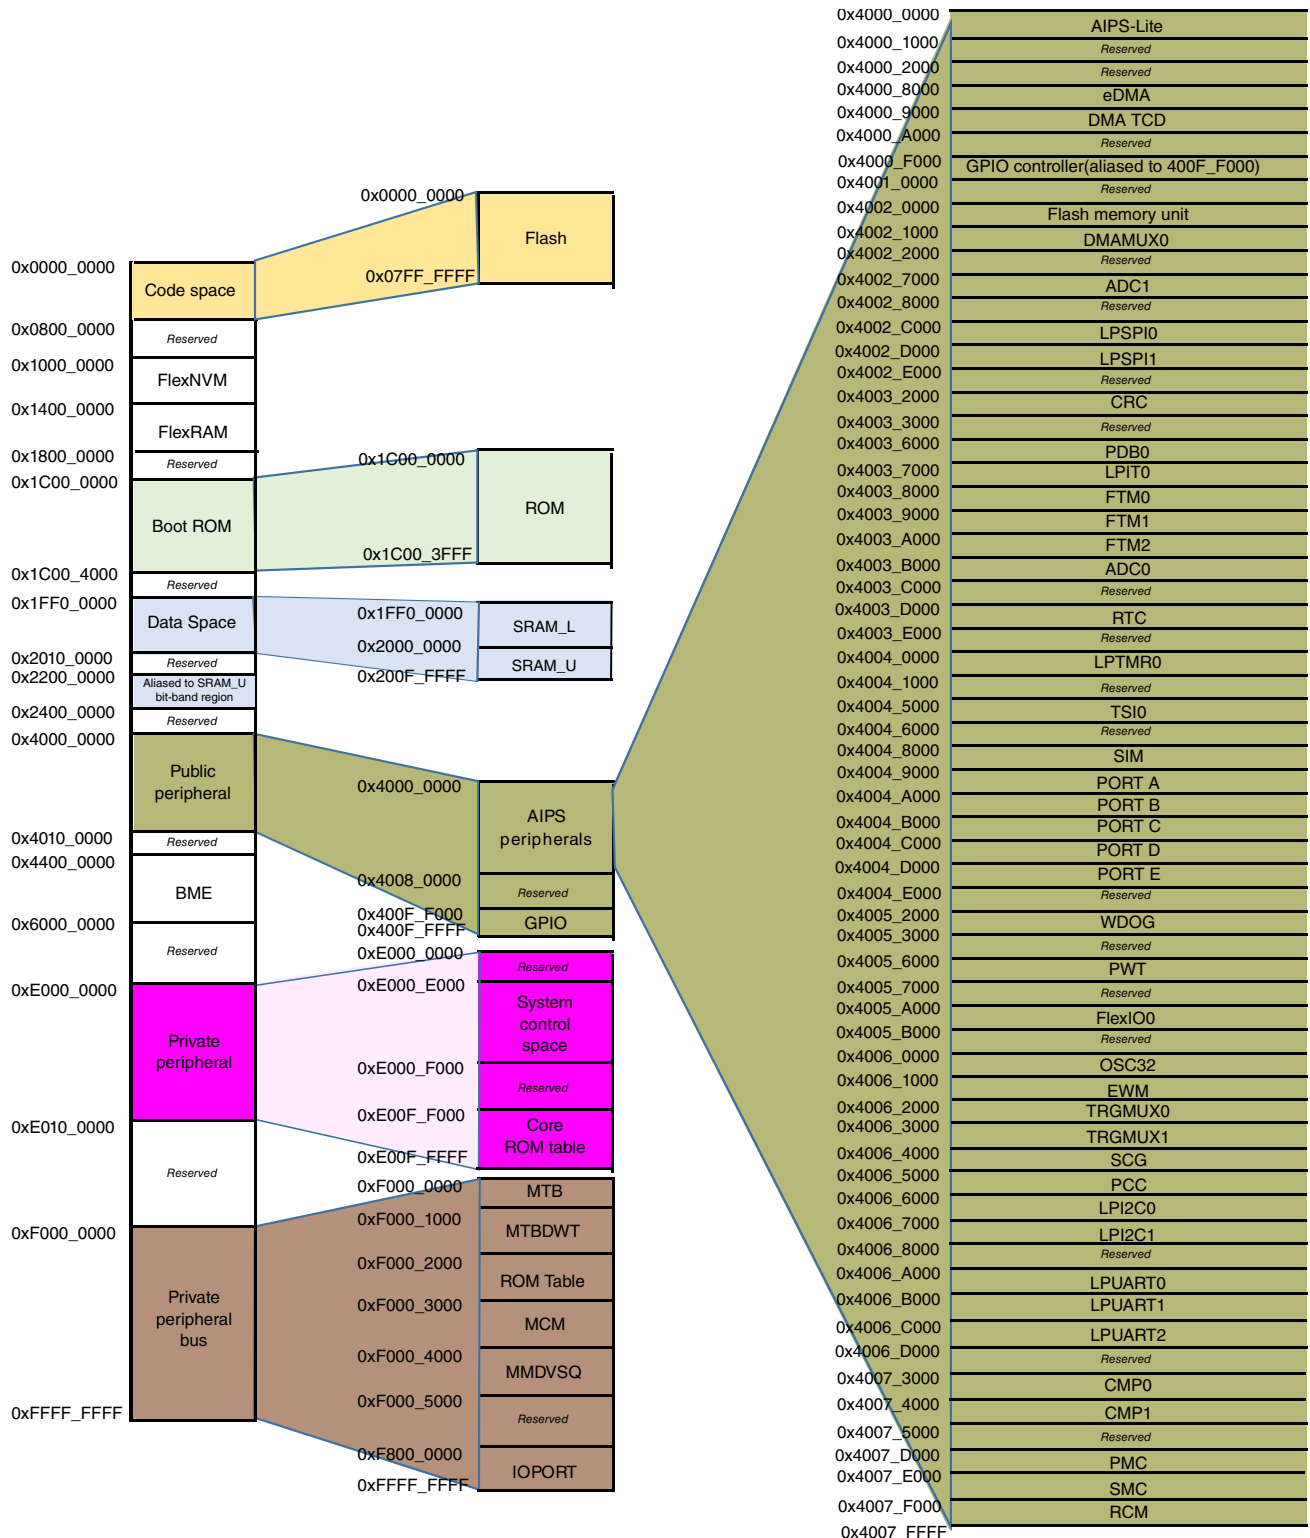 0x0000_0000
Code space
0x0800_0000
Reserved
0x1000_0000
FlexNVM
0x1400_0000
FlexRAM
0x1800_0000
Reserved
0x1C00_0000
Boot ROM
0x1C00_4000
Reserved
0x1FF0_0000
Data Space
0x2010_0000
Reserved
0x2200_0000
Aliased to SRAM_U
bit-band region
0x2400_0000
Reserved
0x4000_0000
Public
peripheral
0x4010_0000
Reserved
0x4400_0000
BME
0x6000_0000
Reserved
0xE000_0000
Private
peripheral
0xE010_0000
Reserved
0xF000_0000
Private
peripheral
bus
0xFFFF_FFFF
0x0000_0000
Flash
0x07FF_FFFF
0x1C00_0000
ROM
0x1C00_3FFF
0x1FF0_0000
SRAM_L
0x2000_0000
SRAM_U
0x200F_FFFF
0x4000_0000
AIPS
peripherals
0x4008_0000
Reserved
0x400F_F000
GPIO
0x400F_FFFF
0xE000_0000
Reserved
0xE000_E000
System
control
space
0xE000_F000
Reserved
0xE00F_F000
Core
ROM table
0xE00F_FFFF
0xF000_0000
MTB
0xF000_1000
MTBDWT
0xF000_2000
ROM Table
0xF000_3000
MCM
0xF000_4000
MMDVSQ
0xF000_5000
Reserved
0xF800_0000
IOPORT
0xFFFF_FFFF
0x4000_0000
AIPS-Lite
0x4000_1000
Reserved
0x4000_2000
Reserved
0x4000_8000
eDMA
0x4000_9000
DMA TCD
0x4000_A000
Reserved
0x4000_F000
GPIO controller(aliased to 400F_F000)
0x4001_0000
Reserved
0x4002_0000
Flash memory unit
0x4002_1000
DMAMUX0
0x4002_2000
Reserved
0x4002_7000
ADC1
0x4002_8000
Reserved
0x4002_C000
LPSPI0
0x4002_D000
LPSPI1
0x4002_E000
Reserved
0x4003_2000
CRC
0x4003_3000
Reserved
0x4003_6000
PDB0
0x4003_7000
LPIT0
0x4003_8000
FTM0
0x4003_9000
FTM1
0x4003_A000
FTM2
0x4003_B000
ADC0
0x4003_C000
Reserved
0x4003_D000
RTC
0x4003_E000
Reserved
0x4004_0000
LPTMR0
0x4004_1000
Reserved
0x4004_5000
TSI0
0x4004_6000
Reserved
0x4004_8000
SIM
0x4004_9000
PORT A
0x4004_A000
PORT B
0x4004_B000
PORT C
0x4004_C000
PORT D
0x4004_D000
PORT E
0x4004_E000
Reserved
0x4005_2000
WDOG
0x4005_3000
Reserved
0x4005_6000
PWT
0x4005_7000
Reserved
0x4005_A000
FlexIO0
0x4005_B000
Reserved
0x4006_0000
OSC32
0x4006_1000
EWM
0x4006_2000
TRGMUX0
0x4006_3000
TRGMUX1
0x4006_4000
SCG
0x4006_5000
PCC
0x4006_6000
LPI2C0
0x4006_7000
LPI2C1
0x4006_8000
Reserved
0x4006_A000
LPUART0
0x4006_B000
LPUART1
0x4006_C000
LPUART2
0x4006_D000
Reserved
0x4007_3000
CMP0
0x4007_4000
CMP1
0x4007_5000
Reserved
0x4007_D000
PMC
0x4007_E000
SMC
0x4007_F000
RCM
0x4007_FFFF